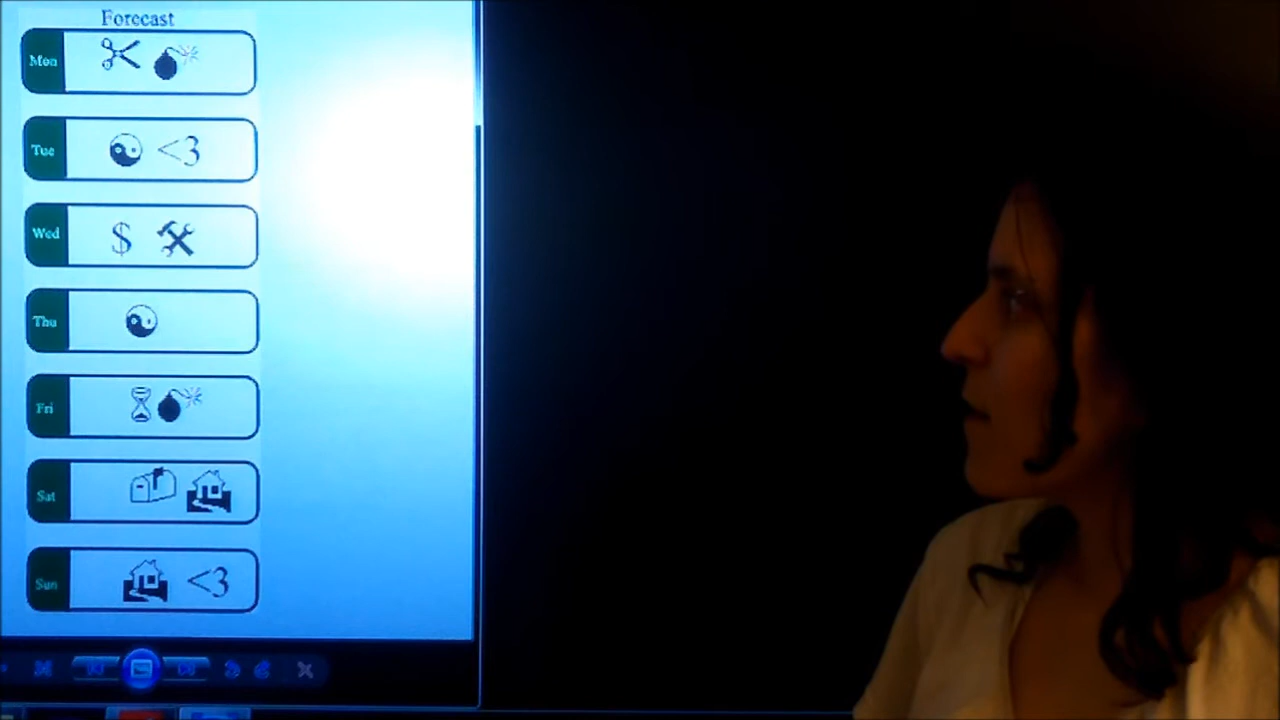 Forecast
Mon
Tue <3
Wed $
Thu
Fri
Sat
Sun <3